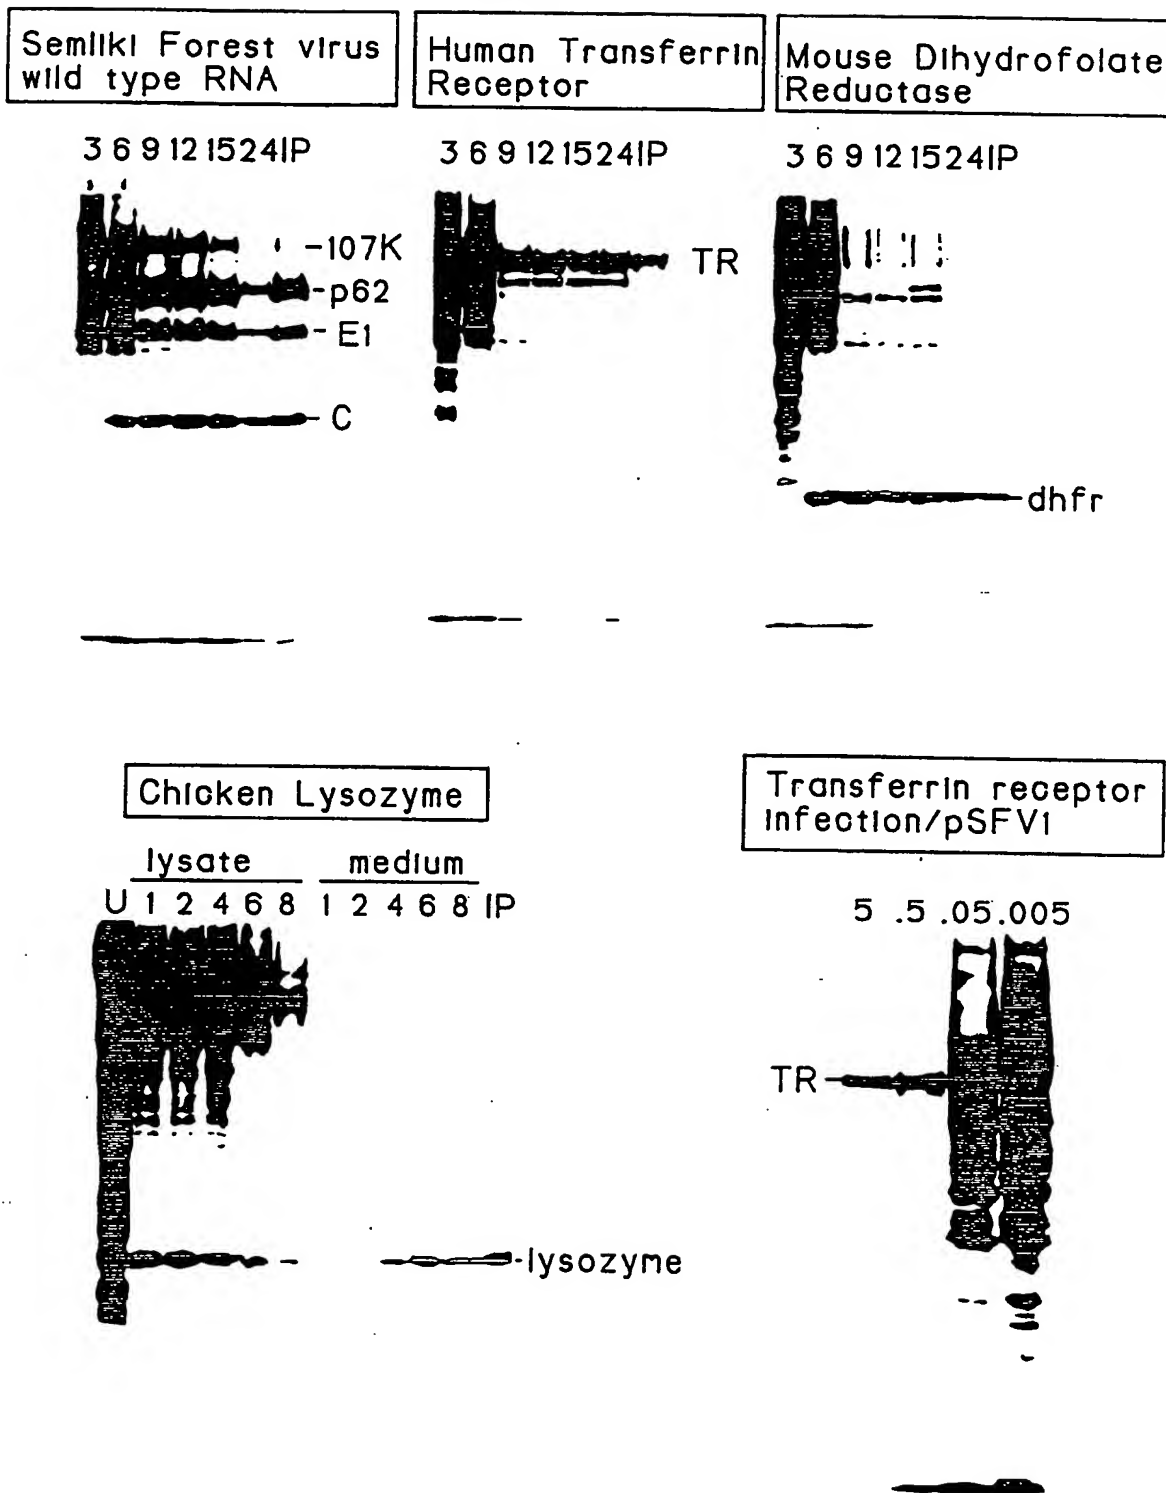 Semliki Forest virus
wild type RNA
Human Transferrin
Receptor
Mouse Dihydrofolate
Reductase
3 6 9 12 15 24 IP
3 6 9 12 15 24 IP
3 6 9 12 15 24 IP
-107K
-p62
-E1
-C
TR
-dhfr
Chicken Lysozyme
lysate medium
U 1 2 4 6 8 1 2 4 6 8 IP
-lysozyme
Transferrin receptor
infection/pSFV1
5 .5 .05 .005
TR-